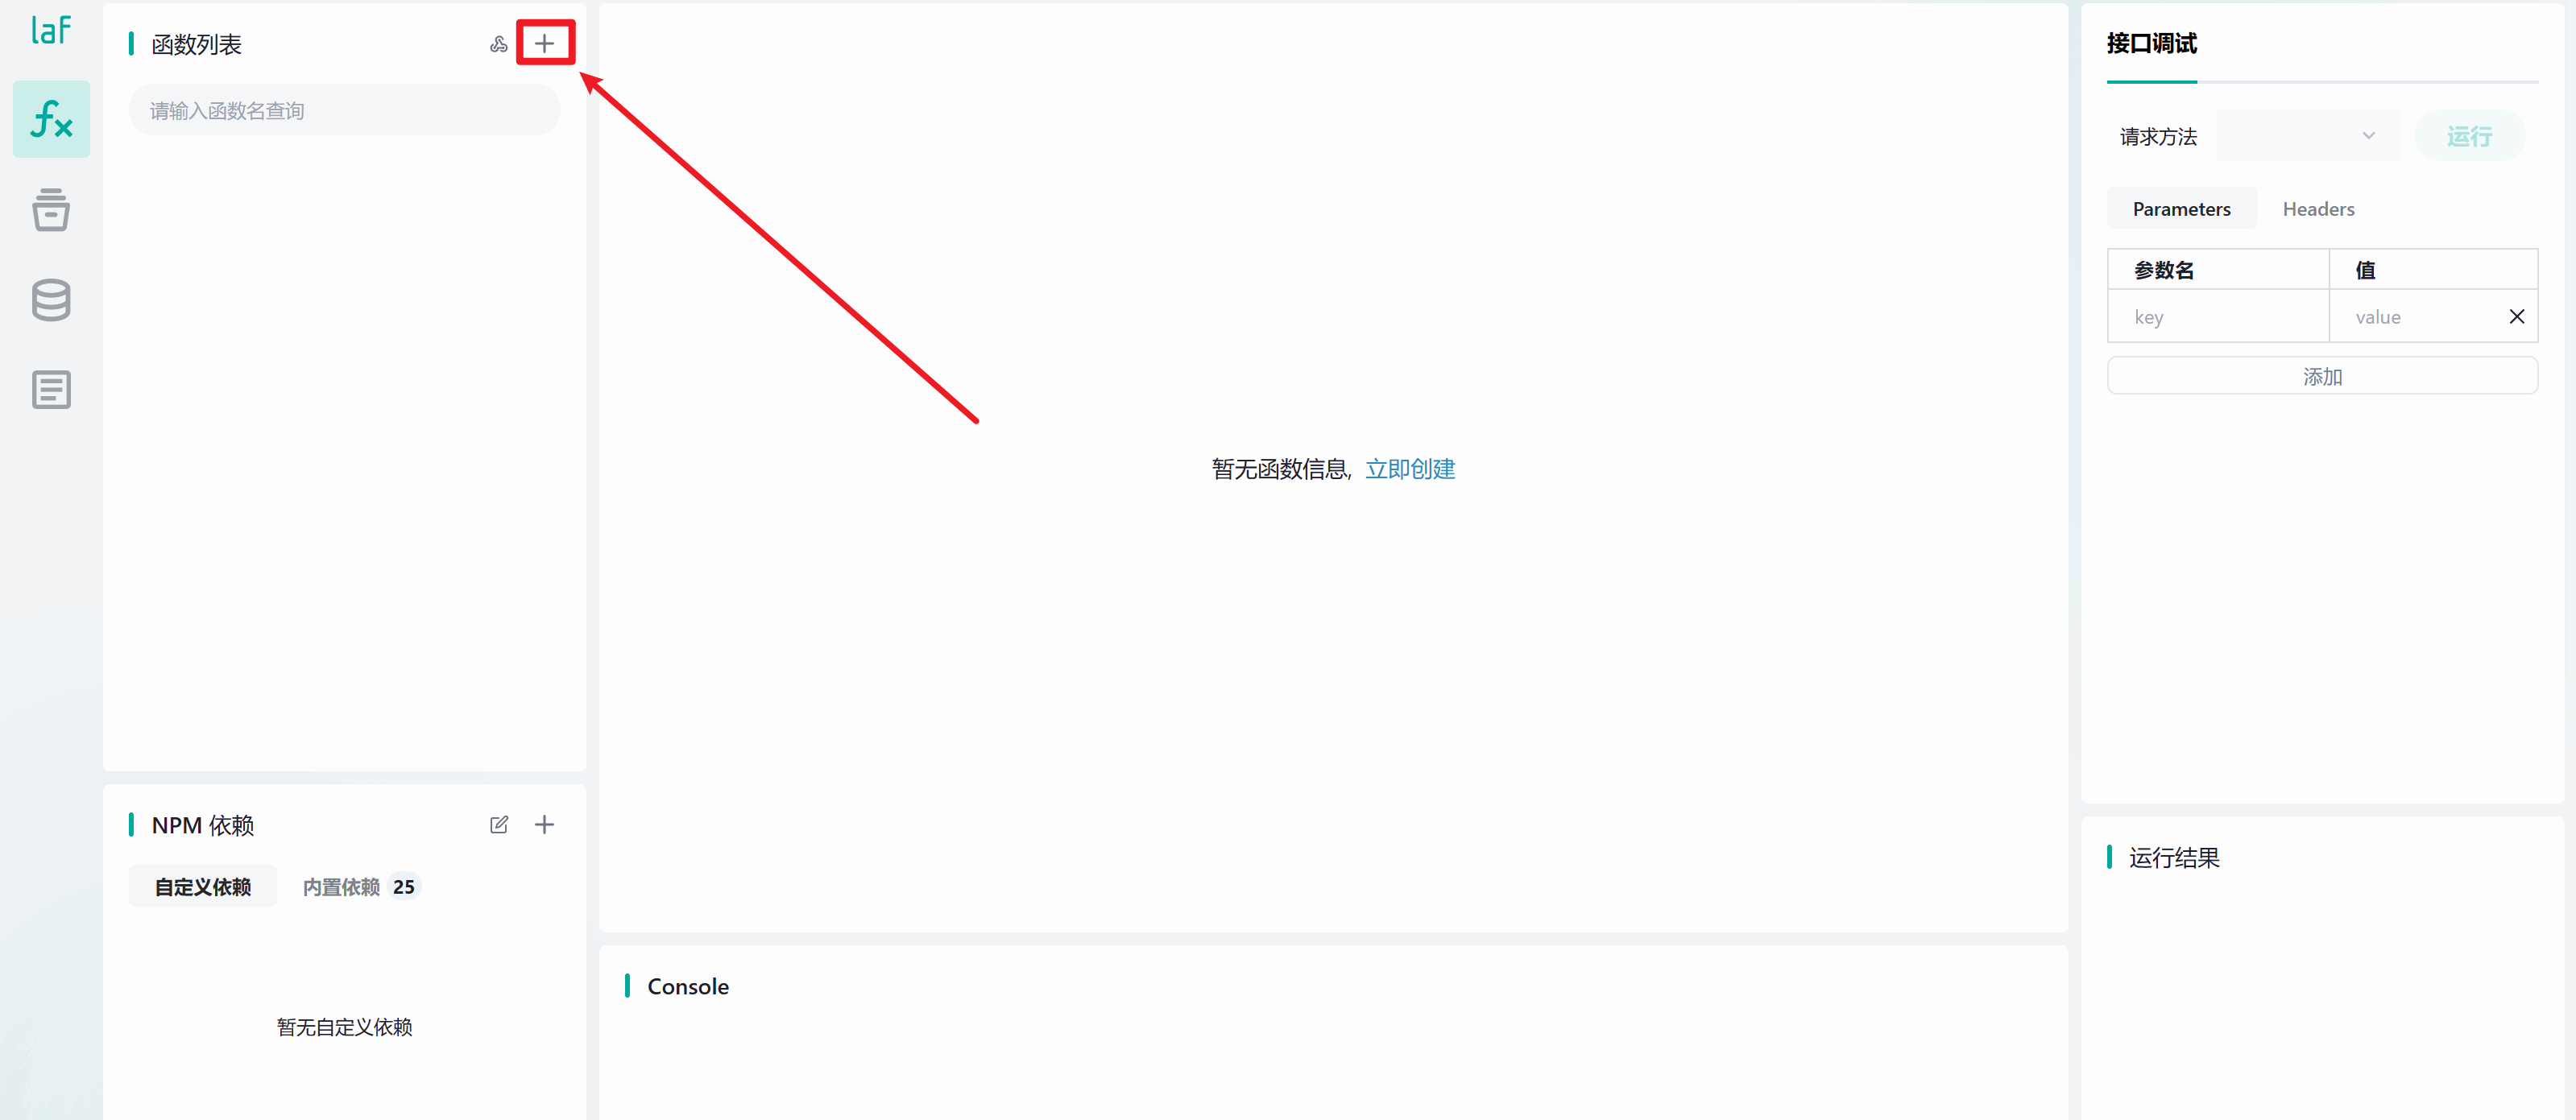 laf
函数列表
请输入函数名查询
暂无函数信息, 立即创建
NPM 依赖
自定义依赖 内置依赖 25
暂无自定义依赖
Console
接口调试
请求方法 运行
Parameters Headers
参数名 值
key value
添加
运行结果